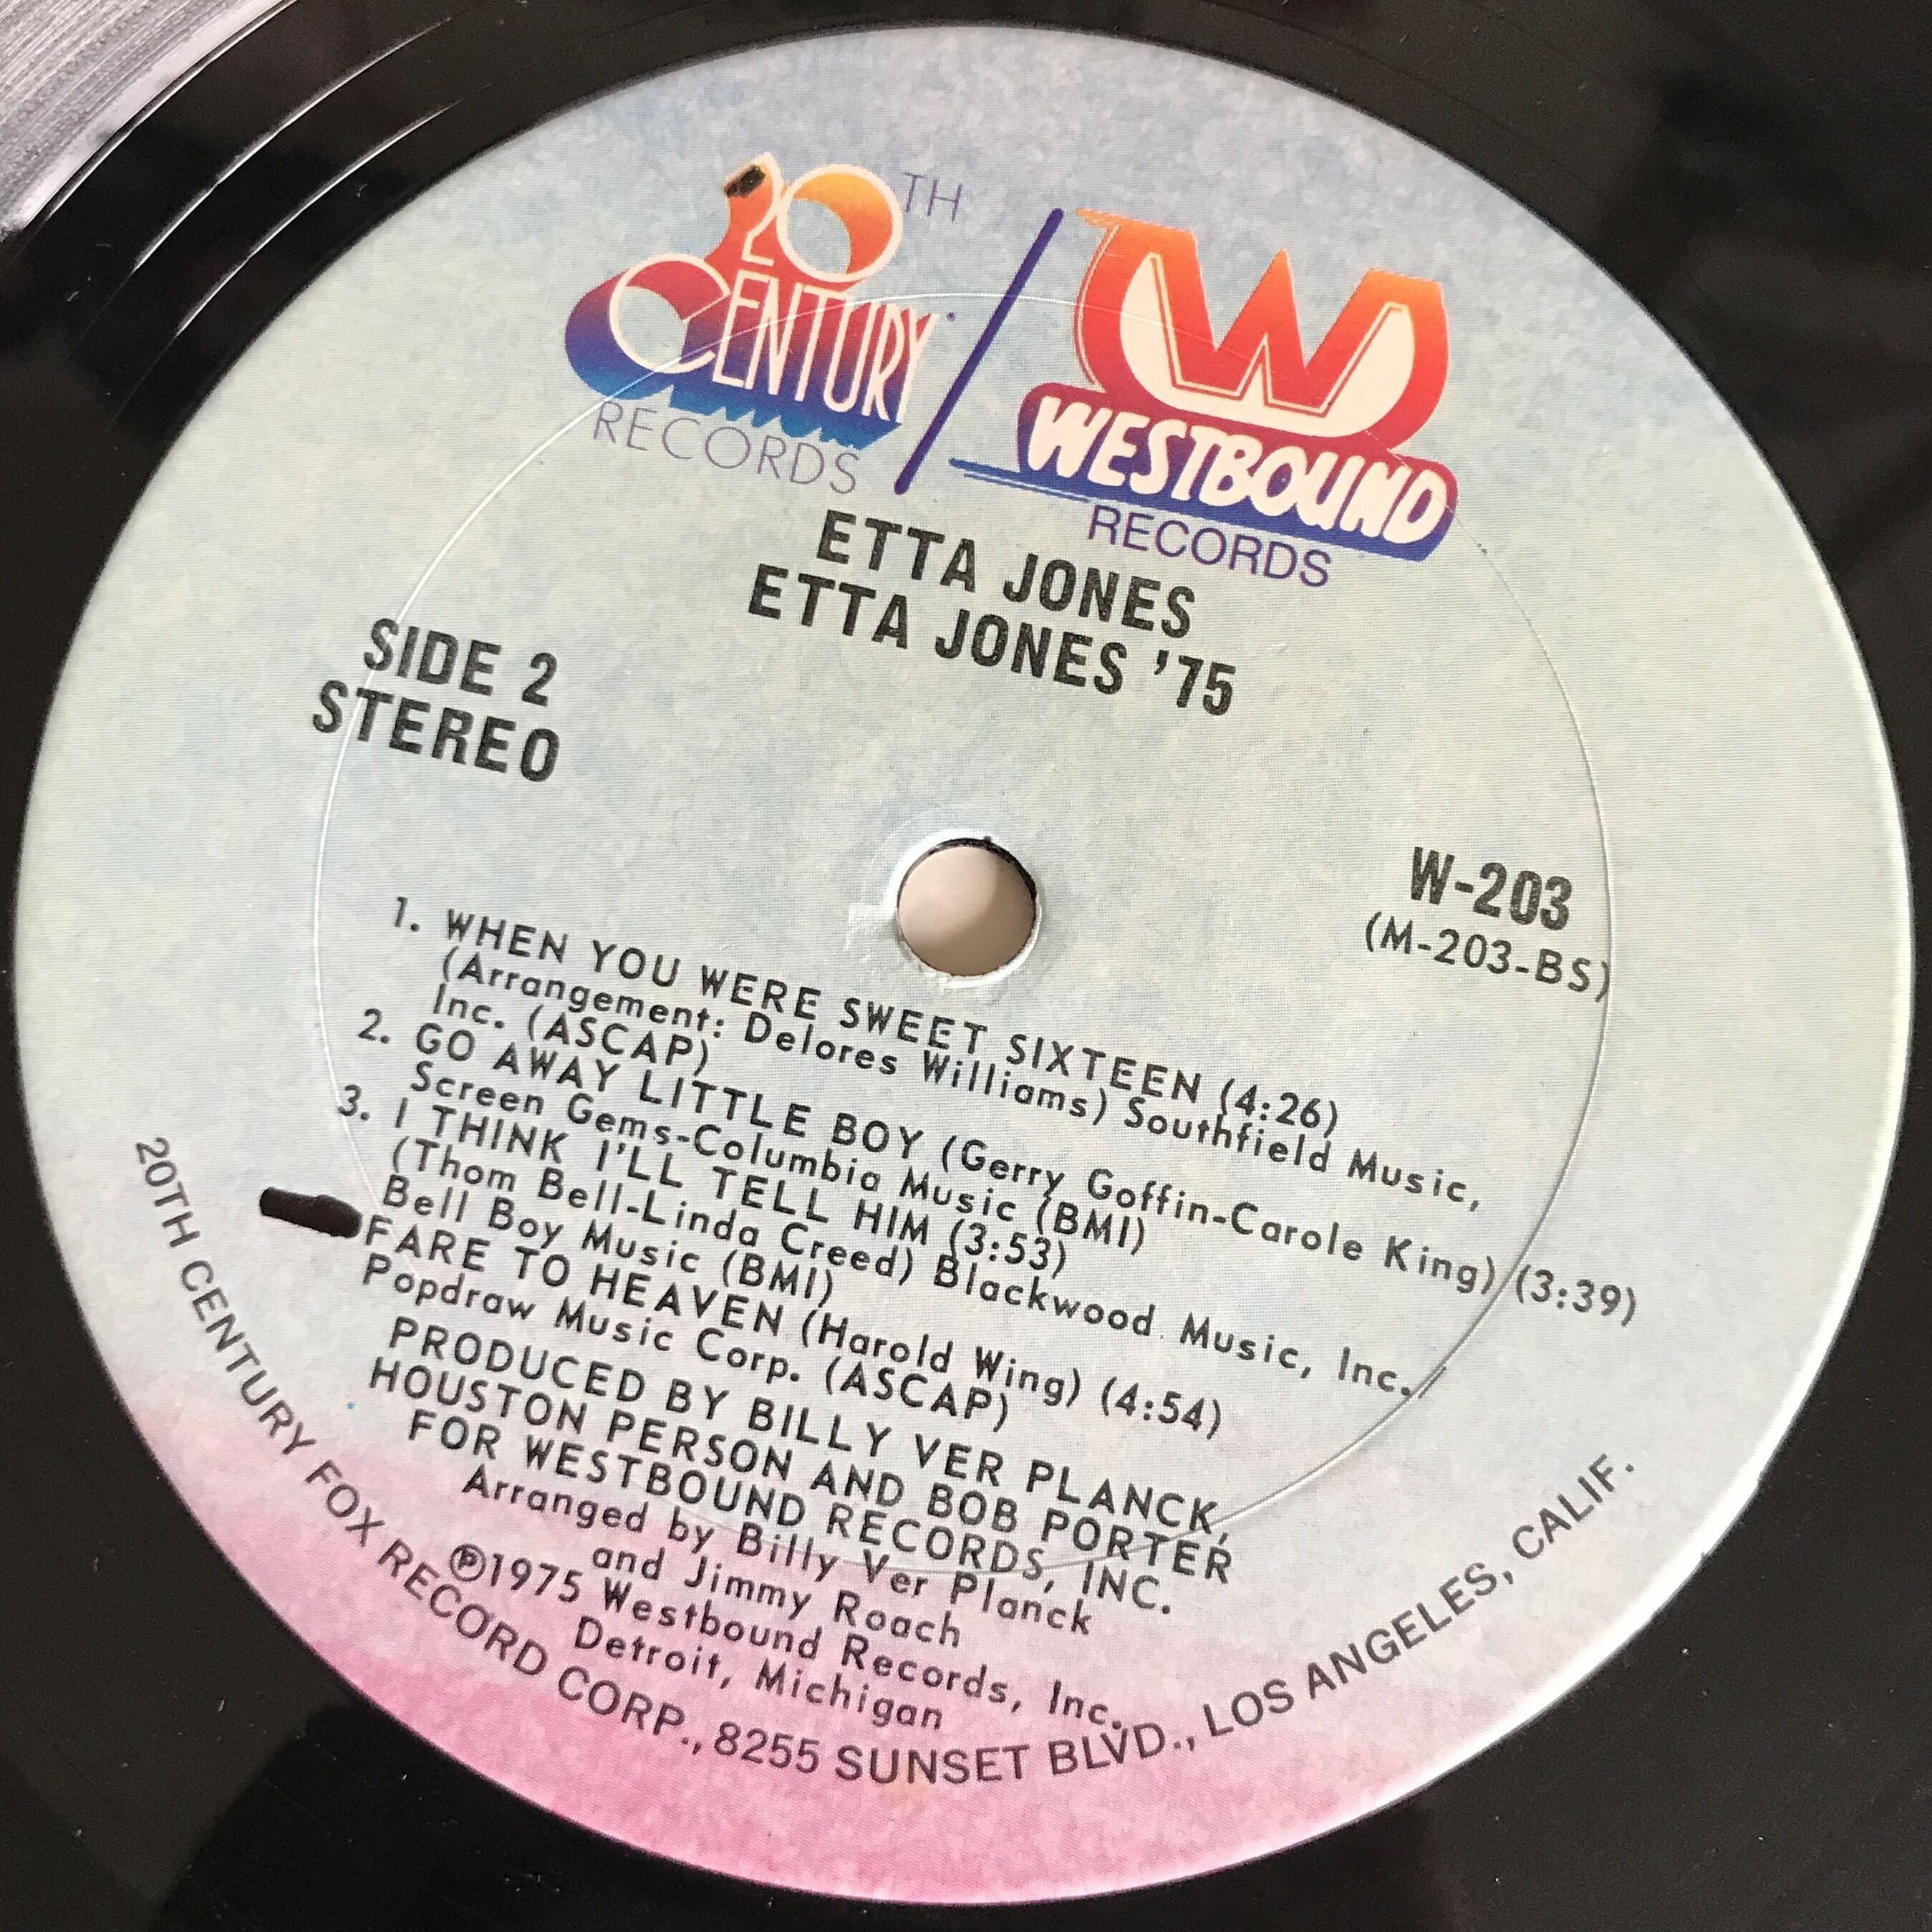 20TH
CENTURY
RECORDS
W
WESTBOUND
RECORDS
ETTA JONES
ETTA JONES '75
SIDE 2
STEREO
W-203
(M-203-BS)
1. WHEN YOU WERE SWEET SIXTEEN (4:26)
(Arrangement: Delores Williams) Southfield Music,
Inc. (ASCAP)
2. GO AWAY LITTLE BOY (Gerry Goffin-Carole King) (3:39)
Screen Gems-Columbia Music (BMI)
3. I THINK I'LL TELL HIM (3:53)
(Thom Bell-Linda Creed) Blackwood Music, Inc./
Bell Boy Music (BMI)
FARE TO HEAVEN (Harold Wing) (4:54)
Popdraw Music Corp. (ASCAP)
PRODUCED BY BILLY VER PLANCK,
HOUSTON PERSON AND BOB PORTER
FOR WESTBOUND RECORDS, INC.
Arranged by Billy Ver Planck
and Jimmy Roach
℗1975 Westbound Records, Inc.
Detroit, Michigan
20TH CENTURY FOX RECORD CORP., 8255 SUNSET BLVD., LOS ANGELES, CALIF.